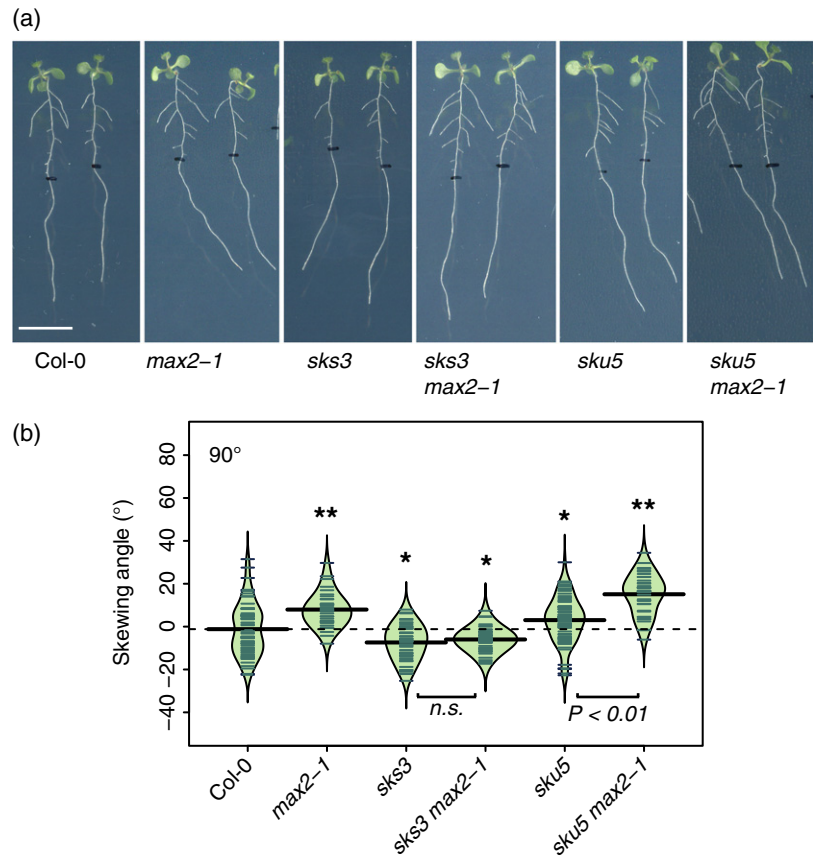 (a)
Col-0
max2–1
sks3
sks3
max2–1
sku5
sku5
max2–1
(b)
90°
Skewing angle (°)
80
60
40
20
0
−20
−40
**
*
*
*
**
n.s.
P < 0.01
Col-0
max2–1
sks3
sks3 max2–1
sku5
sku5 max2–1